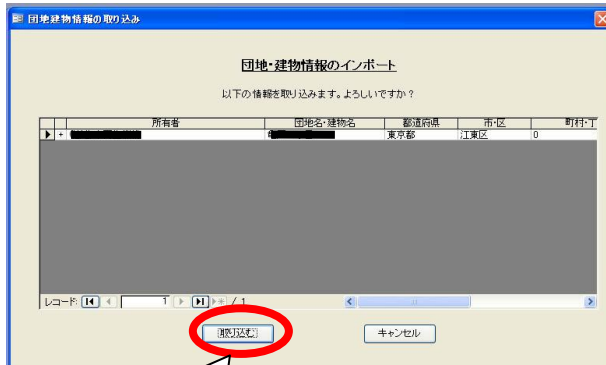 団地建物情報の取り込み
団地・建物情報のインポート
以下の情報を取り込みます。よろしいですか？
所有者 団地名・建物名 都道府県 市・区 町村・丁
+ 東京都 江東区 0
レコード: 1 / 1
取り込む キャンセル